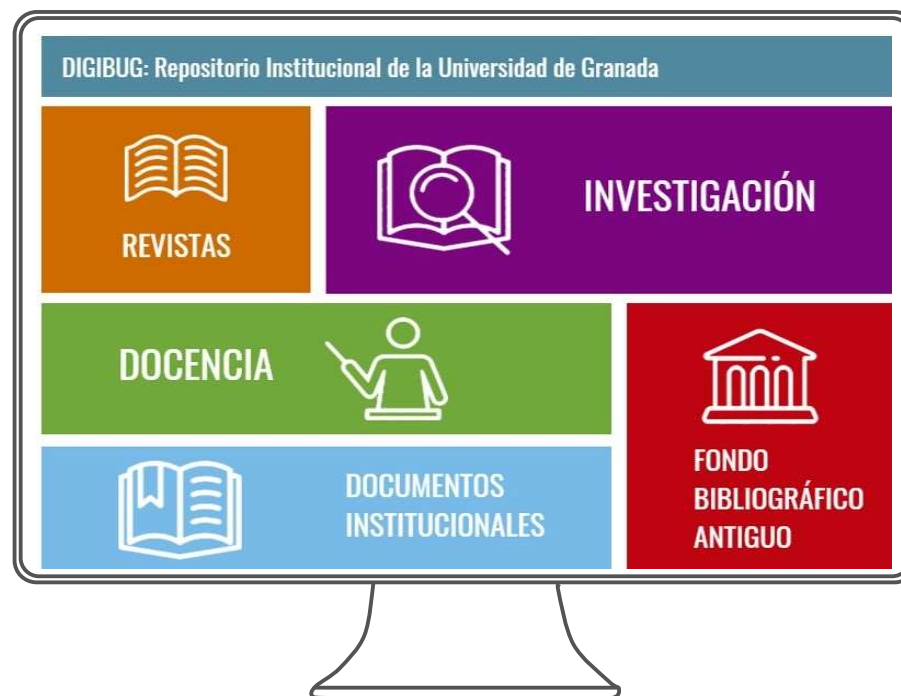 DIGIBUG: Repositorio Institucional de la Universidad de Granada
REVISTAS
INVESTIGACIÓN
DOCENCIA
DOCUMENTOS
INSTITUCIONALES
FONDO
BIBLIOGRÁFICO
ANTIGUO